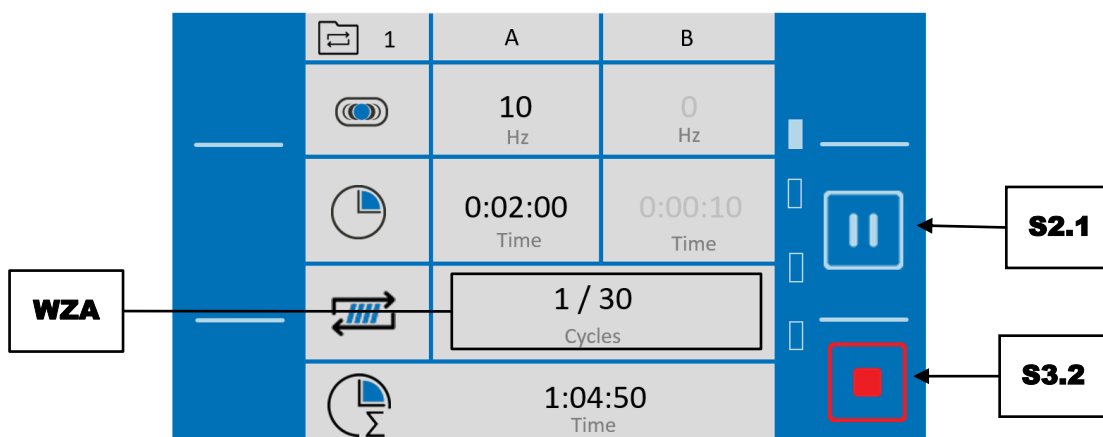 1 A B
10 0
Hz Hz
0:02:00 0:00:10
Time Time
S2.1
WZA
1 / 30
Cycles
S3.2
1:04:50
Time